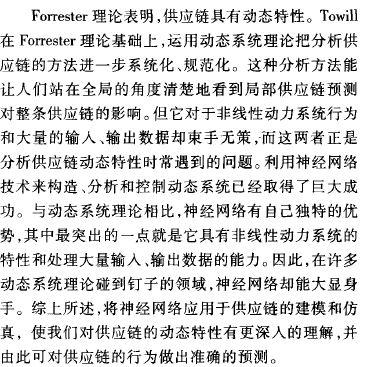 Forrester 理论表明,供应链具有动态特性。Towill
在 Forrester 理论基础上,运用动态系统理论把分析供
应链的方法进一步系统化、规范化。这种分析方法能
让人们站在全局的角度清楚地看到局部供应链预测
对整条供应链的影响。但它对于非线性动力系统行为
和大量的输入、输出数据却束手无策,而这两者正是
分析供应链动态特性时常遇到的问题。利用神经网络
技术来构造、分析和控制动态系统已经取得了巨大成
功。与动态系统理论相比,神经网络有自己独特的优
势,其中最突出的一点就是它具有非线性动力系统的
特性和处理大量输入、输出数据的能力。因此,在许多
动态系统理论碰到钉子的领域,神经网络却能大显身
手。综上所述,将神经网络应用于供应链的建模和仿
真,使我们对供应链的动态特性有更深入的理解,并
由此可对供应链的行为做出准确的预测。